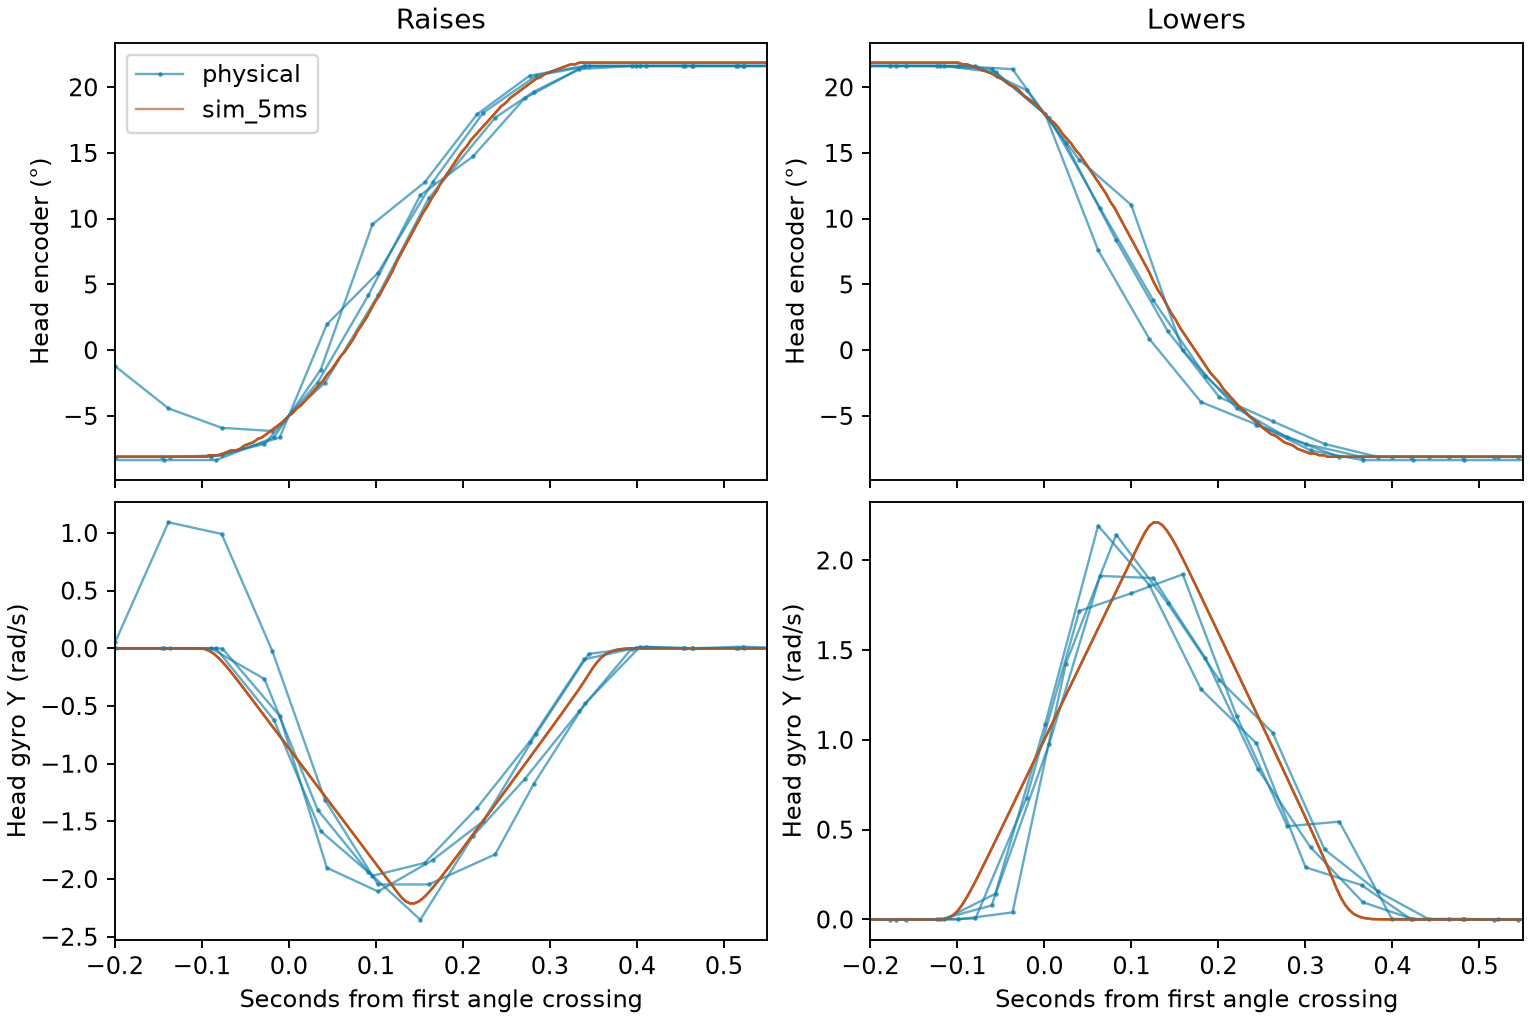 Raises
Lowers
physical
sim_5ms
Head encoder (°)
20
15
10
5
0
−5
Head encoder (°)
20
15
10
5
0
−5
Head gyro Y (rad/s)
1.0
0.5
0.0
−0.5
−1.0
−1.5
−2.0
−2.5
Head gyro Y (rad/s)
2.0
1.5
1.0
0.5
0.0
−0.2 −0.1 0.0 0.1 0.2 0.3 0.4 0.5
−0.2 −0.1 0.0 0.1 0.2 0.3 0.4 0.5
Seconds from first angle crossing
Seconds from first angle crossing